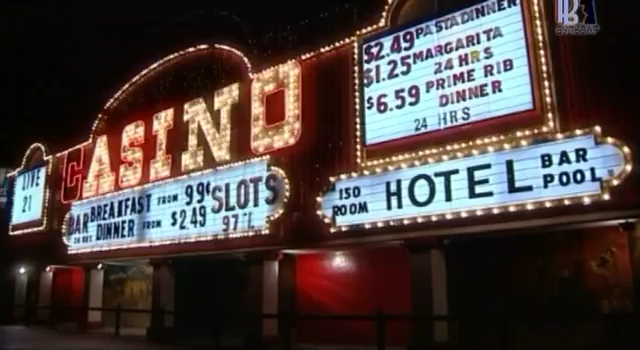 БУЛЬВАР
$2.49 PASTA DINNER
$1.25 MARGARITA
24 HRS
$6.59 PRIME RIB
DINNER
24 HRS
CASINO
LIVE
21
BAR
24 HRS
BREAKFAST FROM 99¢
DINNER FROM $2.49
SLOTS
97%
150
ROOM
HOTEL
BAR
POOL